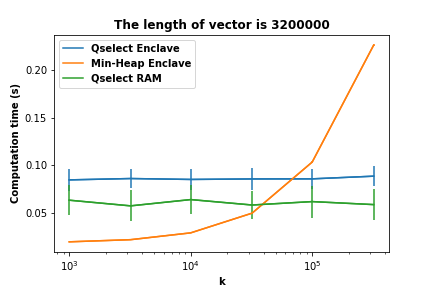 The length of vector is 3200000
Qselect Enclave
Min-Heap Enclave
Qselect RAM
Computation time (s)
0.20
0.15
0.10
0.05
10³
10⁴
10⁵
k